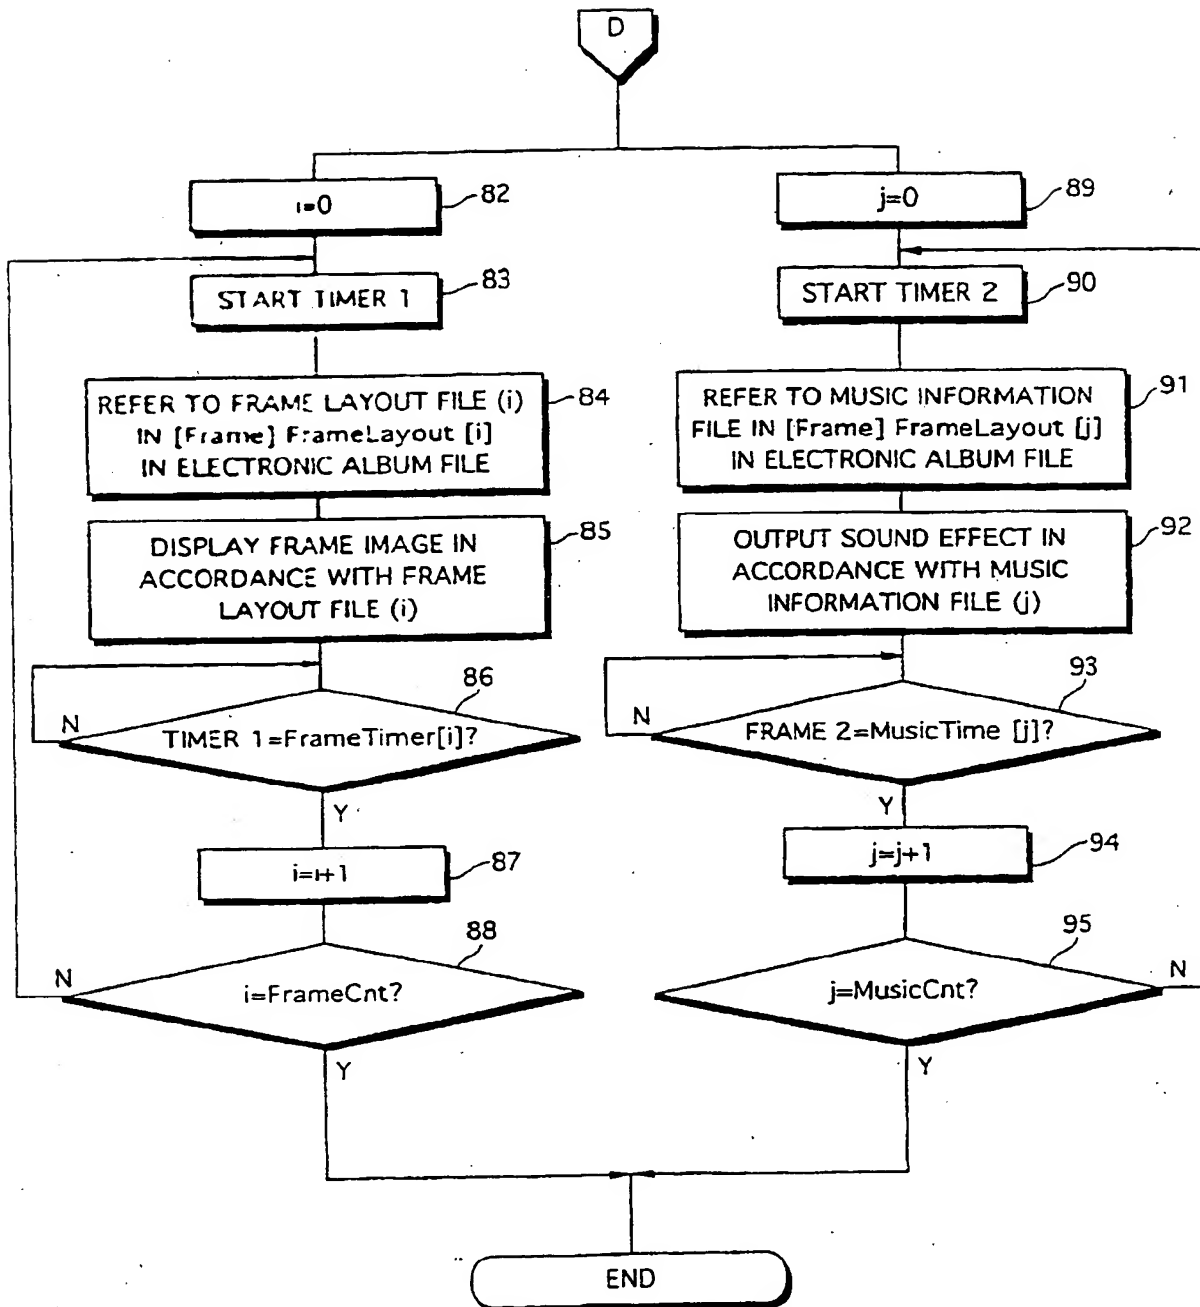 D
i=0
82
START TIMER 1
83
REFER TO FRAME LAYOUT FILE (i)
IN [Frame] FrameLayout [i]
IN ELECTRONIC ALBUM FILE
84
DISPLAY FRAME IMAGE IN
ACCORDANCE WITH FRAME
LAYOUT FILE (i)
85
86
N
TIMER 1=FrameTimer[i]?
Y
i=i+1
87
88
N
i=FrameCnt?
Y
j=0
89
START TIMER 2
90
REFER TO MUSIC INFORMATION
FILE IN [Frame] FrameLayout [j]
IN ELECTRONIC ALBUM FILE
91
OUTPUT SOUND EFFECT IN
ACCORDANCE WITH MUSIC
INFORMATION FILE (j)
92
93
N
FRAME 2=MusicTime [j]?
Y
j=j+1
94
95
N
j=MusicCnt?
Y
END